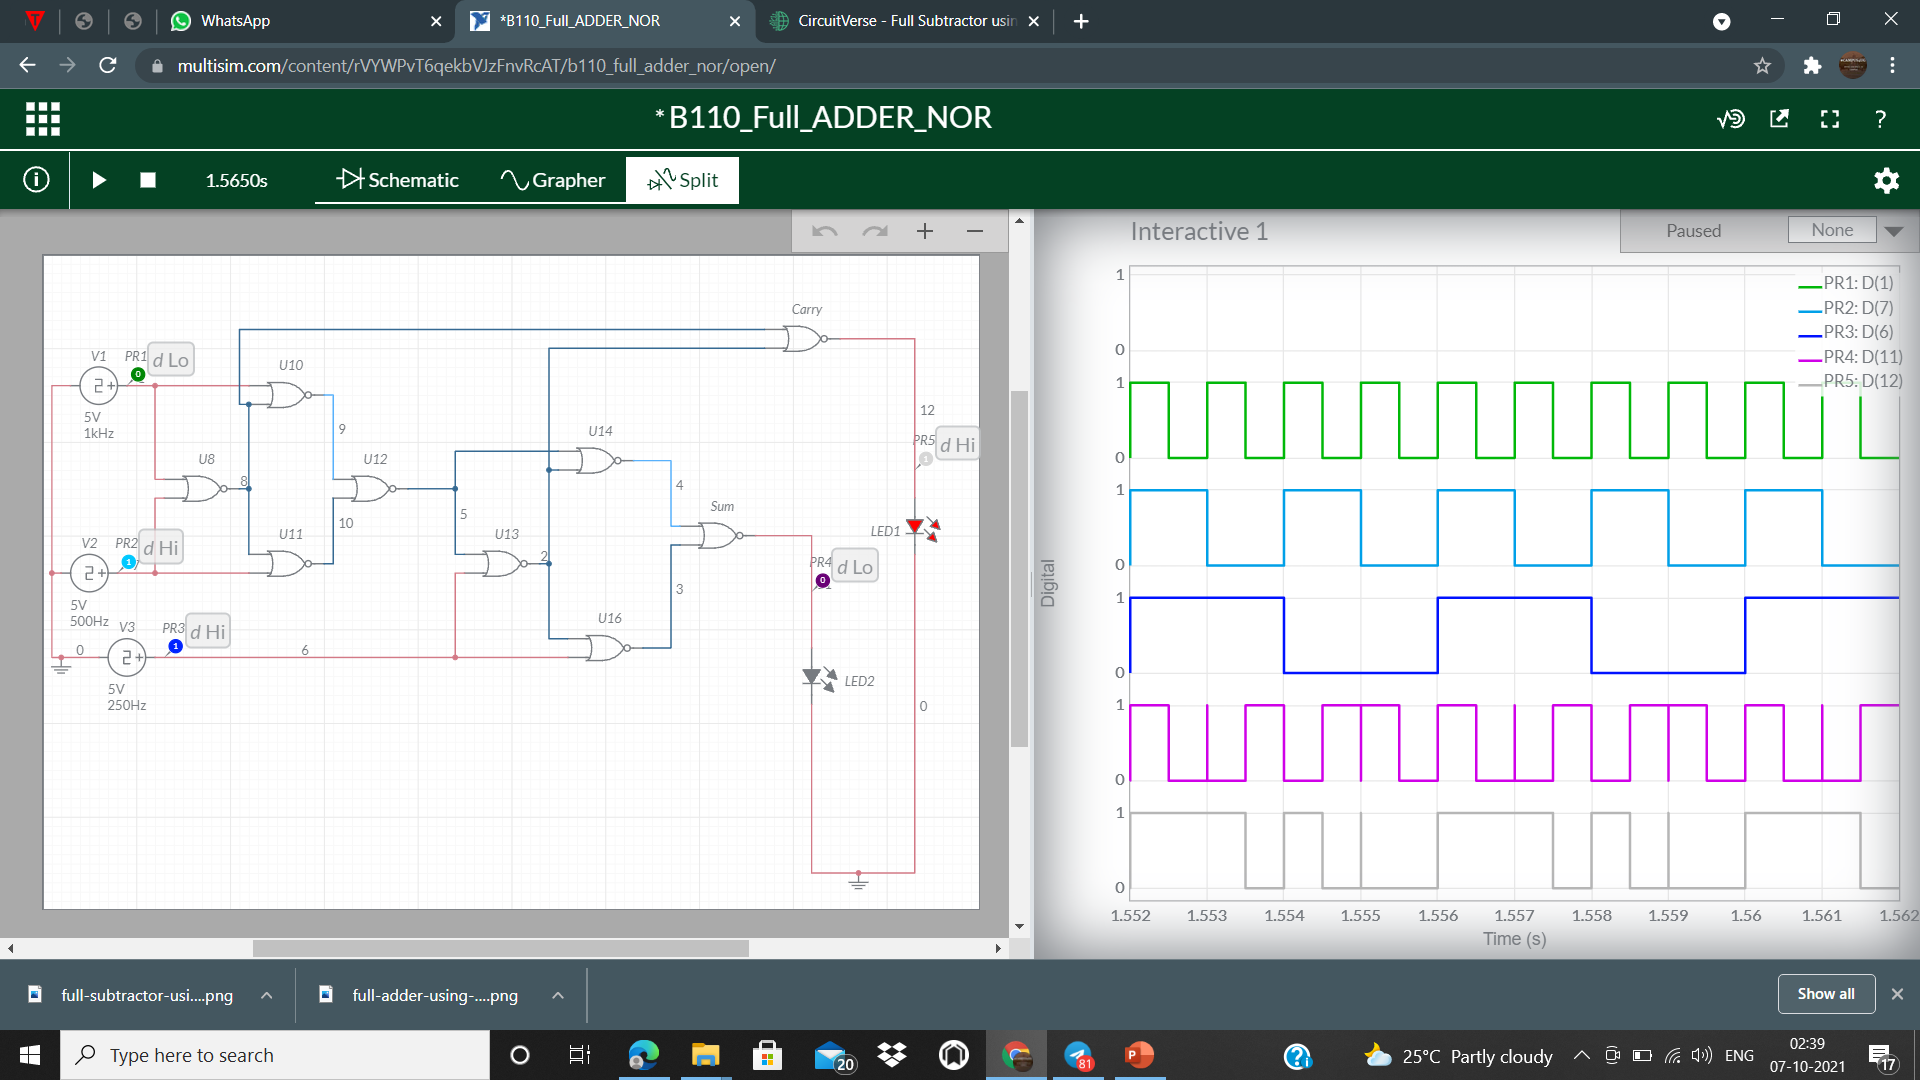 WhatsApp
*B110_Full_ADDER_NOR
CircuitVerse - Full Subtractor usin
multisim.com/content/rVYWPvT6qekbVJzFnvRcAT/b110_full_adder_nor/open/
*B110_Full_ADDER_NOR
?
1.5650s
Schematic
Grapher
Split
Interactive 1
Paused
None
Carry
V1
PR1
0
d Lo
5V
1kHz
U10
9
U8
8
U12
10
U11
V2
PR2
1
d Hi
5V
500Hz
V3
PR3
1
d Hi
0
5V
250Hz
6
5
U13
2
U14
4
Sum
3
U16
PR4
0
d Lo
LED2
12
PR5
1
d Hi
LED1
0
PR1: D(1)
PR2: D(7)
PR3: D(6)
PR4: D(11)
PR5: D(12)
1
0
1
0
1
0
1
0
1
0
1
0
Digital
1.552 1.553 1.554 1.555 1.556 1.557 1.558 1.559 1.56 1.561 1.562
Time (s)
full-subtractor-usi....png
full-adder-using-....png
Show all
Type here to search
20
81
25°C Partly cloudy
ENG
02:39
07-10-2021
17